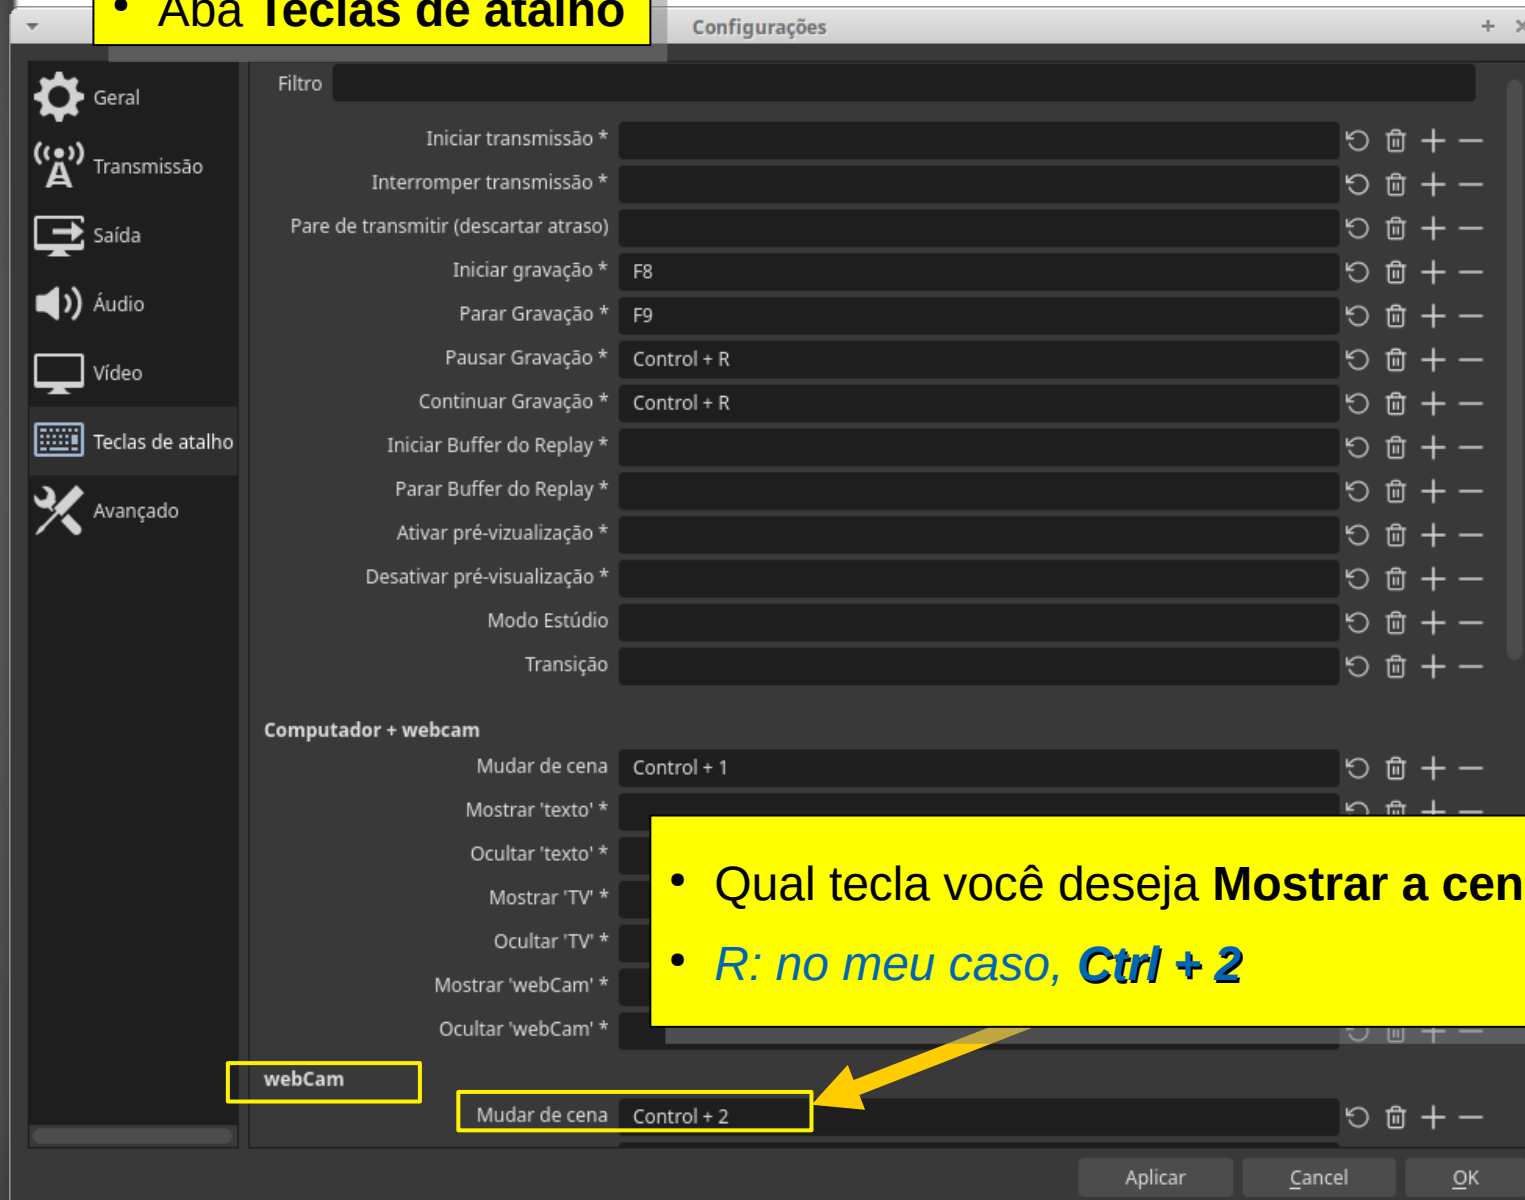 • Aba Teclas de atalho
Configurações
Geral
Transmissão
Saída
Áudio
Vídeo
Teclas de atalho
Avançado
Filtro
Iniciar transmissão *
Interromper transmissão *
Pare de transmitir (descartar atraso)
Iniciar gravação * F8
Parar Gravação * F9
Pausar Gravação * Control + R
Continuar Gravação * Control + R
Iniciar Buffer do Replay *
Parar Buffer do Replay *
Ativar pré-vizualização *
Desativar pré-visualização *
Modo Estúdio
Transição
Computador + webcam
Mudar de cena Control + 1
Mostrar 'texto' *
Ocultar 'texto' *
Mostrar 'TV' *
Ocultar 'TV' *
Mostrar 'webCam' *
Ocultar 'webCam' *
• Qual tecla você deseja Mostrar a cen
• R: no meu caso, Ctrl + 2
webCam
Mudar de cena Control + 2
Aplicar Cancel OK